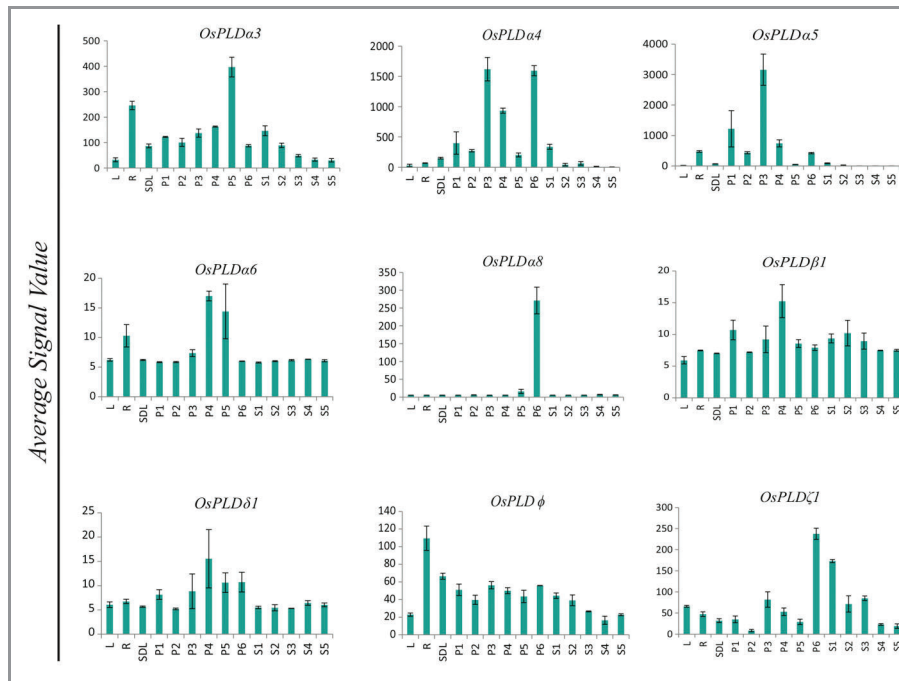 Average Signal Value
OsPLDα3
500
400
300
200
100
0
L R SDL P1 P2 P3 P4 P5 P6 S1 S2 S3 S4 S5
OsPLDα4
2000
1500
1000
500
0
L R SDL P1 P2 P3 P4 P5 P6 S1 S2 S3 S4 S5
OsPLDα5
4000
3000
2000
1000
0
L R SDL P1 P2 P3 P4 P5 P6 S1 S2 S3 S4 S5
OsPLDα6
20
15
10
5
0
L R SDL P1 P2 P3 P4 P5 P6 S1 S2 S3 S4 S5
OsPLDα8
350
300
250
200
150
100
50
0
L R SDL P1 P2 P3 P4 P5 P6 S1 S2 S3 S4 S5
OsPLDβ1
20
15
10
5
0
L R SDL P1 P2 P3 P4 P5 P6 S1 S2 S3 S4 S5
OsPLDδ1
25
20
15
10
5
0
L R SDL P1 P2 P3 P4 P5 P6 S1 S2 S3 S4 S5
OsPLD ϕ
140
120
100
80
60
40
20
0
L R SDL P1 P2 P3 P4 P5 P6 S1 S2 S3 S4 S5
OsPLDζ1
300
250
200
150
100
50
0
L R SDL P1 P2 P3 P4 P5 P6 S1 S2 S3 S4 S5